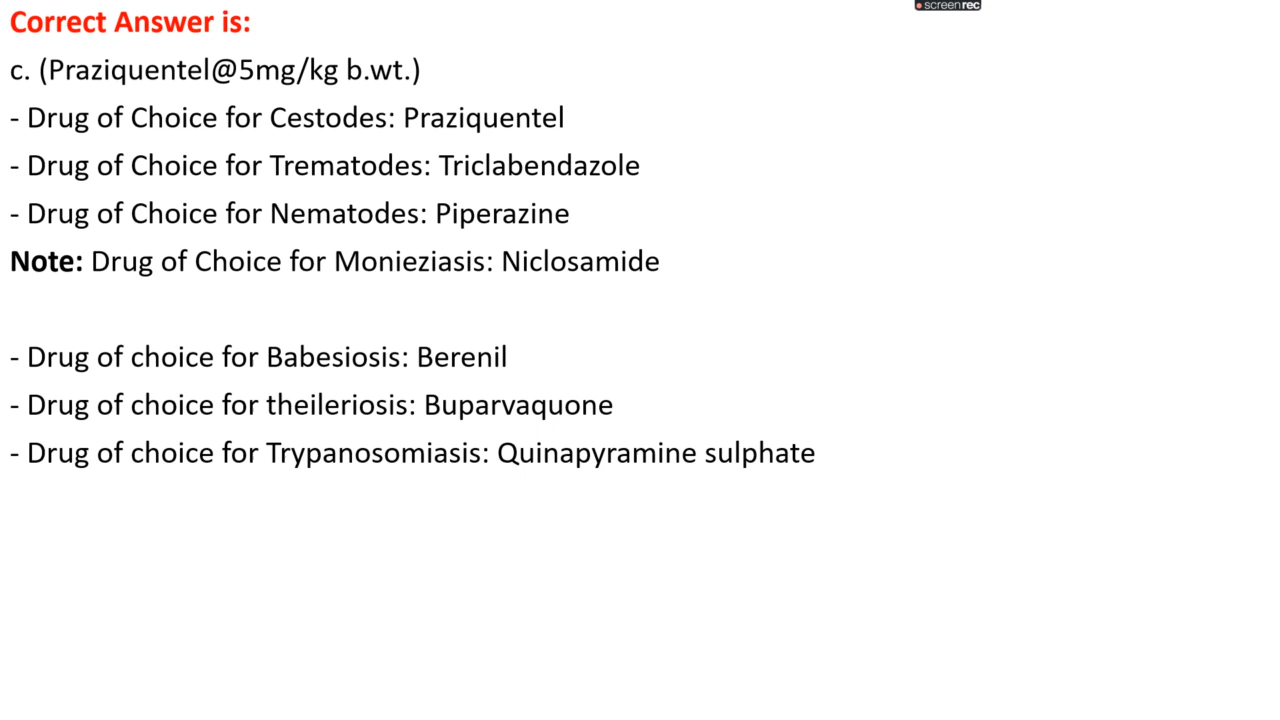 screenrec
Correct Answer is:
c. (Praziquentel@5mg/kg b.wt.)
- Drug of Choice for Cestodes: Praziquentel
- Drug of Choice for Trematodes: Triclabendazole
- Drug of Choice for Nematodes: Piperazine
Note: Drug of Choice for Monieziasis: Niclosamide
- Drug of choice for Babesiosis: Berenil
- Drug of choice for theileriosis: Buparvaquone
- Drug of choice for Trypanosomiasis: Quinapyramine sulphate